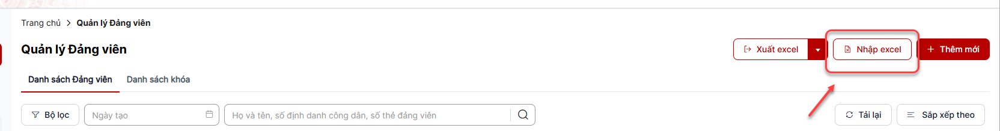 Trang chủ > Quản lý Đảng viên
Quản lý Đảng viên
Xuất excel
Nhập excel
+ Thêm mới
Danh sách Đảng viên
Danh sách khóa
Bộ lọc
Ngày tạo
Họ và tên, số định danh công dân, số thẻ đảng viên
Tải lại
Sắp xếp theo